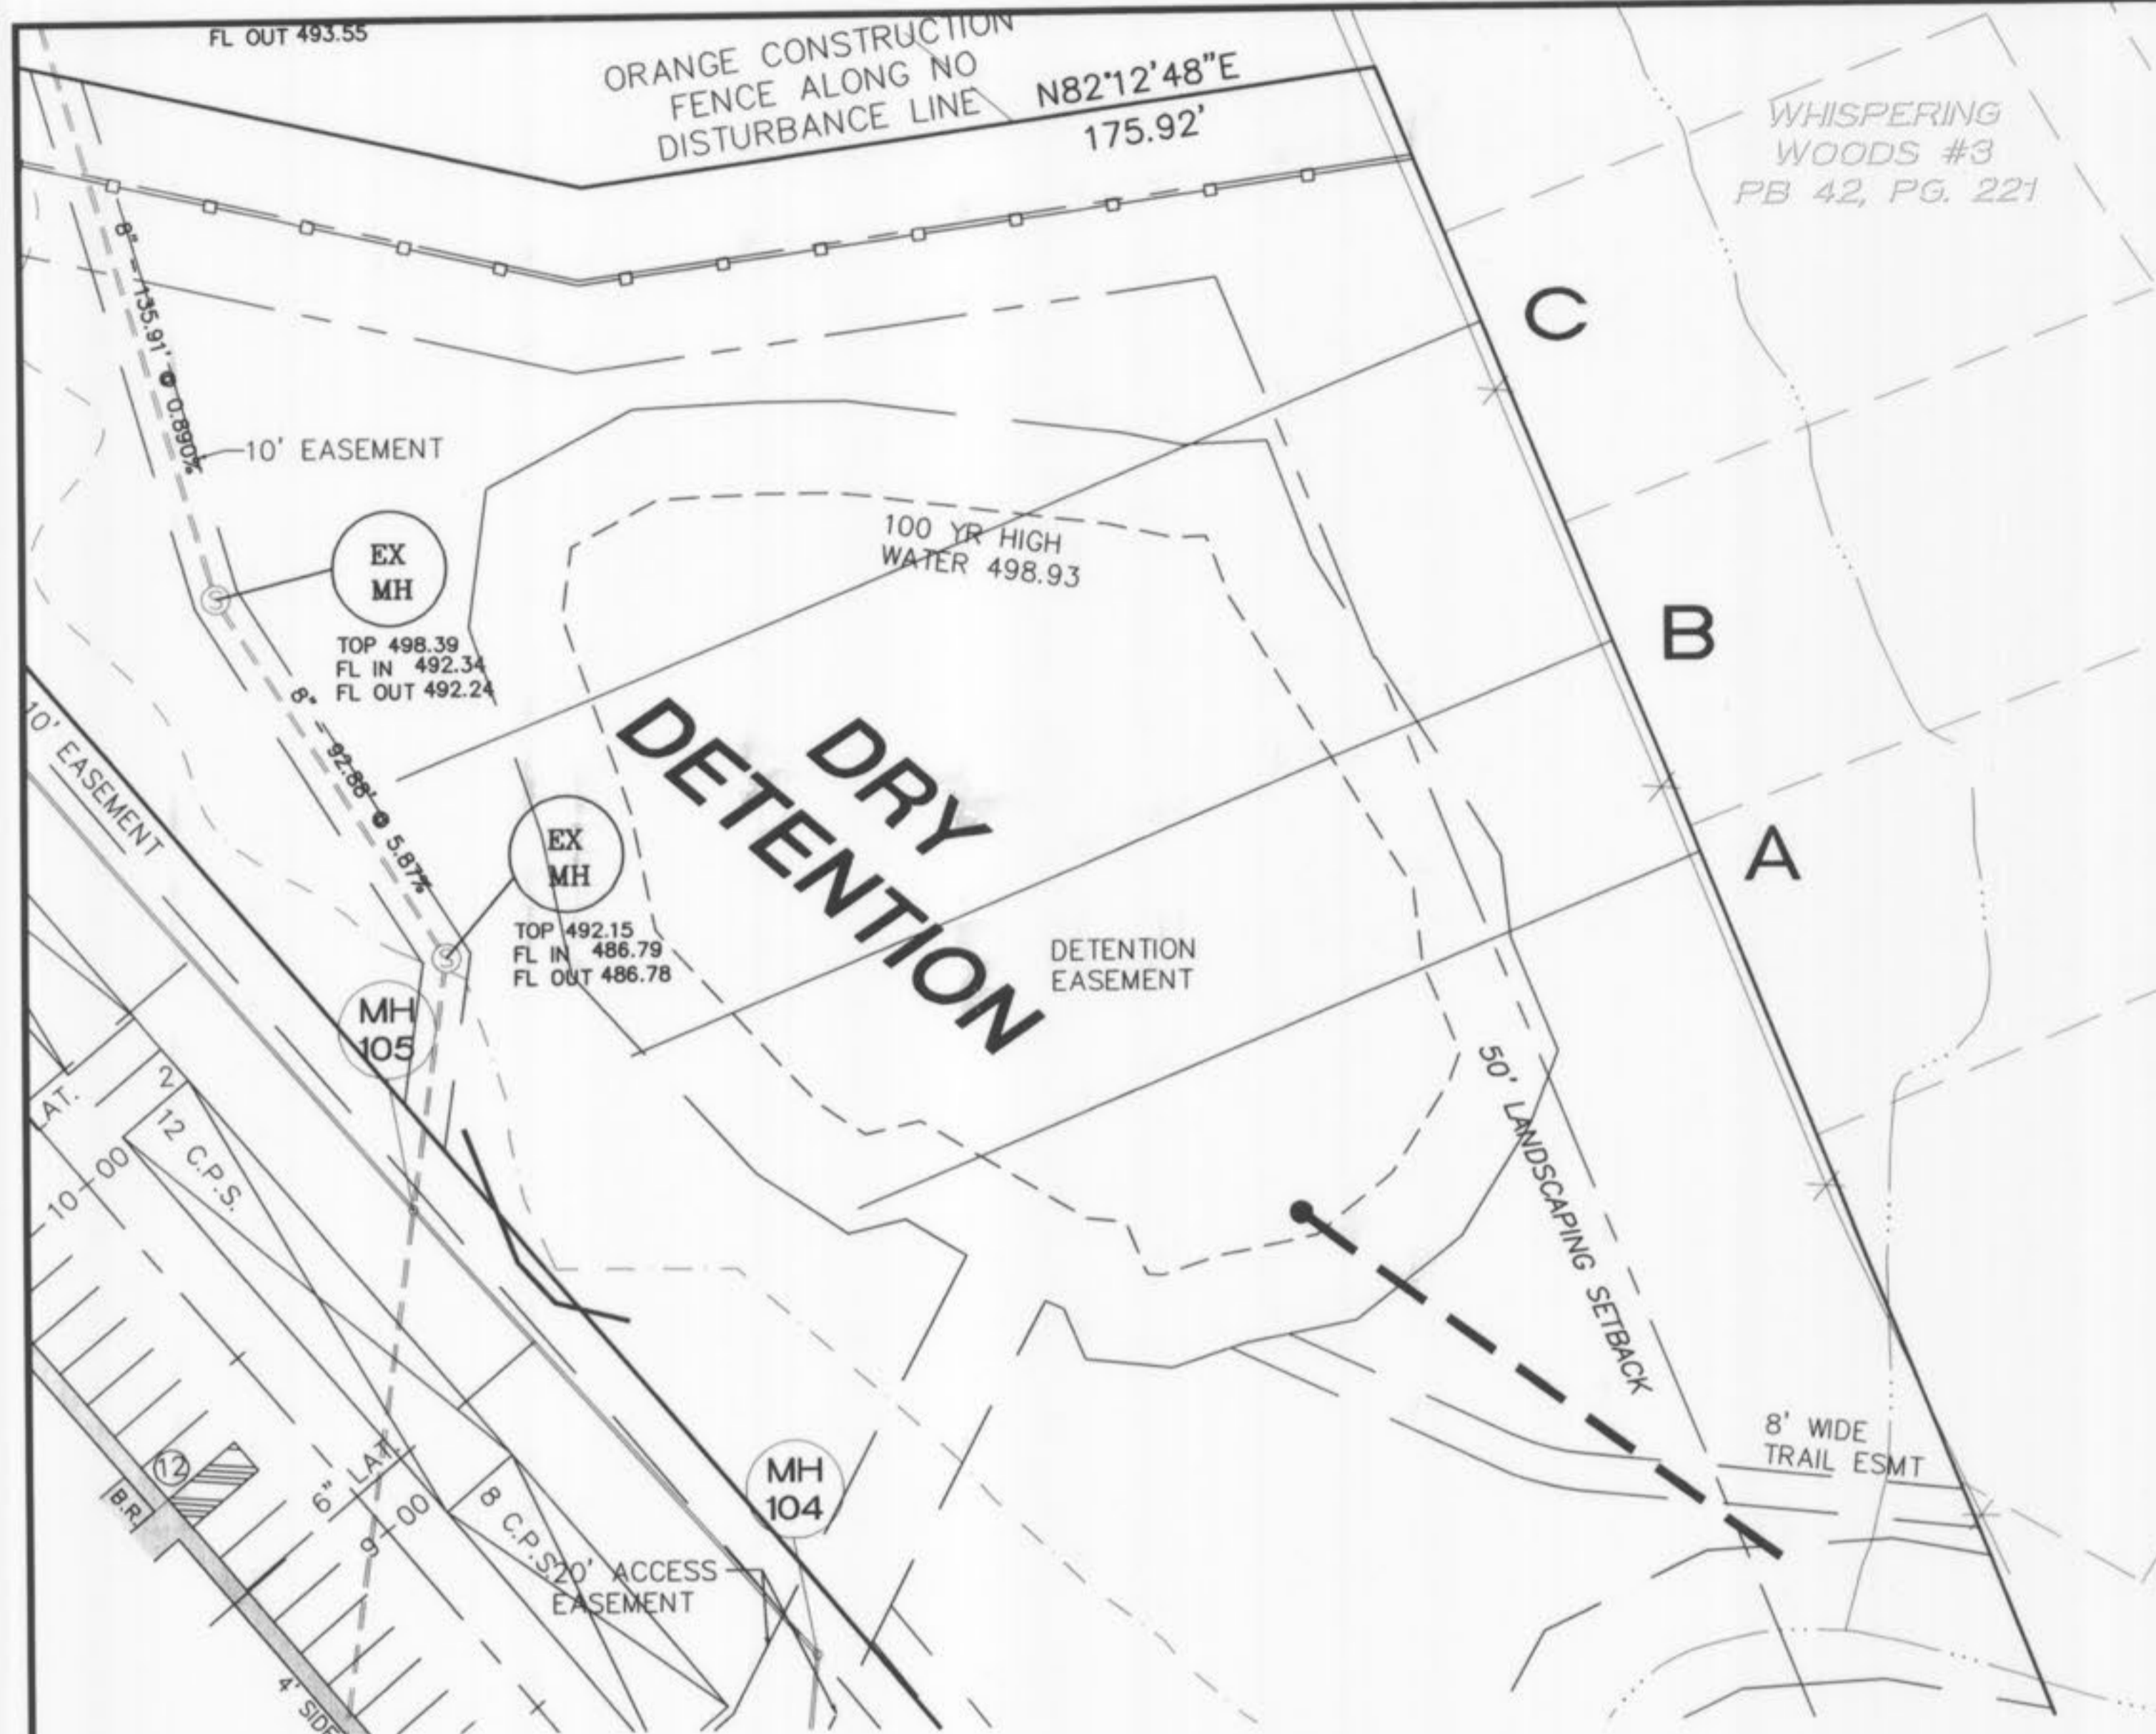 FL OUT 493.55
ORANGE CONSTRUCTION
FENCE ALONG NO
DISTURBANCE LINE
N82°12'48"E
175.92'
WHISPERING
WOODS #3
PB 42, PG. 221
8" - 135.91' @ 0.890%
10' EASEMENT
C
EX
MH
TOP 498.39
FL IN 492.34
FL OUT 492.24
100 YR HIGH
WATER 498.93
B
10' EASEMENT
8" - 92.88' @ 5.87%
DRY
DETENTION
A
EX
MH
TOP 492.15
FL IN 486.79
FL OUT 486.78
DETENTION
EASEMENT
MH
105
50' LANDSCAPING SETBACK
LAT.
2
12 C.P.S.
10-00
8' WIDE
TRAIL ESMT
MH
104
12
B.R.
6" LAT.
9-00
8 C.P.S.
20' ACCESS
EASEMENT
4' SIDE